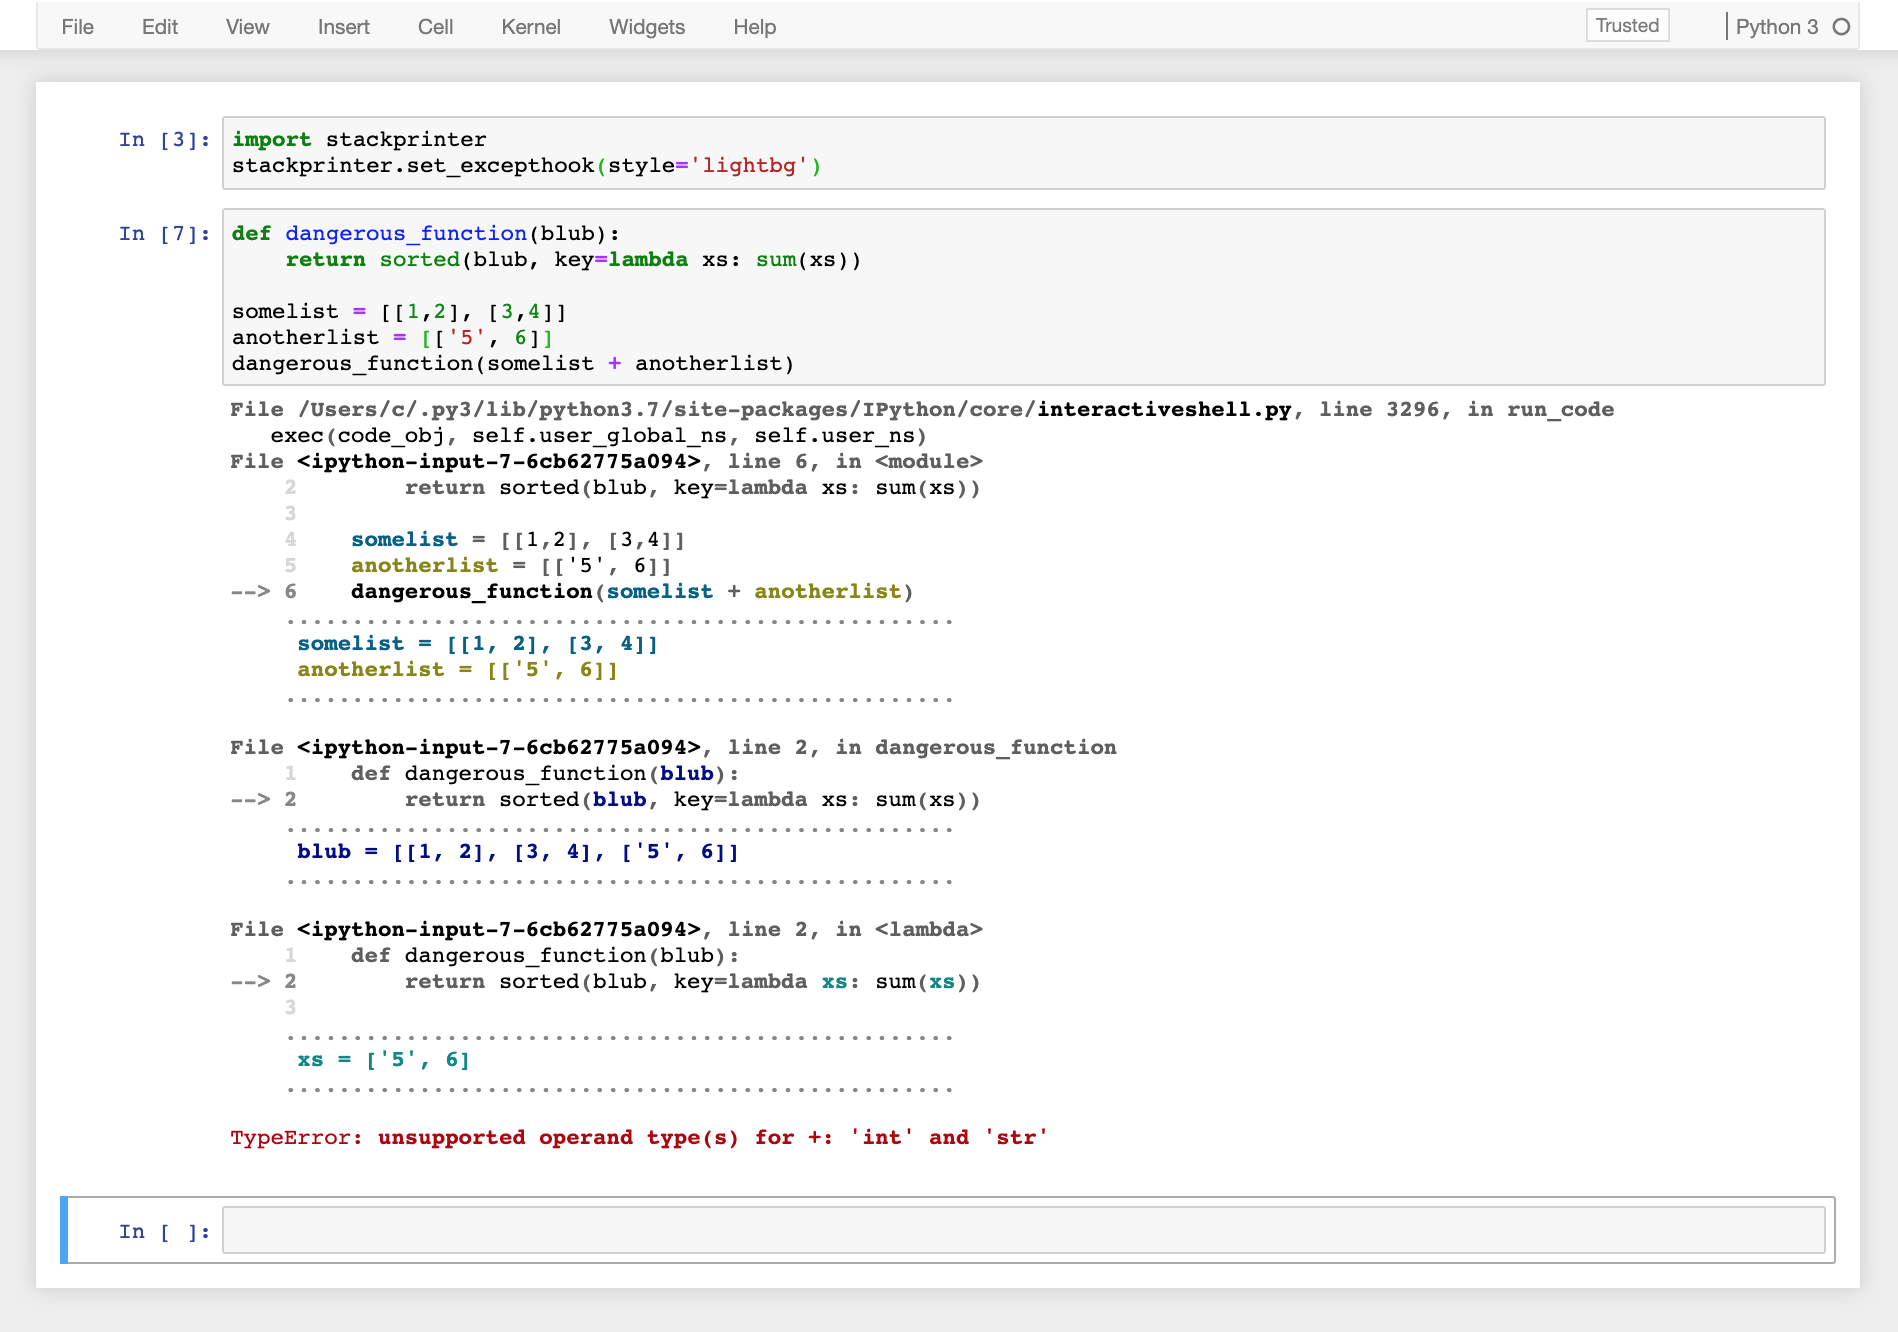 File Edit View Insert Cell Kernel Widgets Help Trusted Python 3
In [3]: import stackprinter
stackprinter.set_excepthook(style='lightbg')
In [7]: def dangerous_function(blub):
    return sorted(blub, key=lambda xs: sum(xs))

somelist = [[1,2], [3,4]]
anotherlist = [['5', 6]]
dangerous_function(somelist + anotherlist)
File /Users/c/.py3/lib/python3.7/site-packages/IPython/core/interactiveshell.py, line 3296, in run_code
   exec(code_obj, self.user_global_ns, self.user_ns)
File <ipython-input-7-6cb62775a094>, line 6, in <module>
    2        return sorted(blub, key=lambda xs: sum(xs))
    3
    4    somelist = [[1,2], [3,4]]
    5    anotherlist = [['5', 6]]
--> 6    dangerous_function(somelist + anotherlist)
    ..................................................
     somelist = [[1, 2], [3, 4]]
     anotherlist = [['5', 6]]
    ..................................................

File <ipython-input-7-6cb62775a094>, line 2, in dangerous_function
    1    def dangerous_function(blub):
--> 2        return sorted(blub, key=lambda xs: sum(xs))
    ..................................................
     blub = [[1, 2], [3, 4], ['5', 6]]
    ..................................................

File <ipython-input-7-6cb62775a094>, line 2, in <lambda>
    1    def dangerous_function(blub):
--> 2        return sorted(blub, key=lambda xs: sum(xs))
    3
    ..................................................
     xs = ['5', 6]
    ..................................................

TypeError: unsupported operand type(s) for +: 'int' and 'str'
In [ ]: